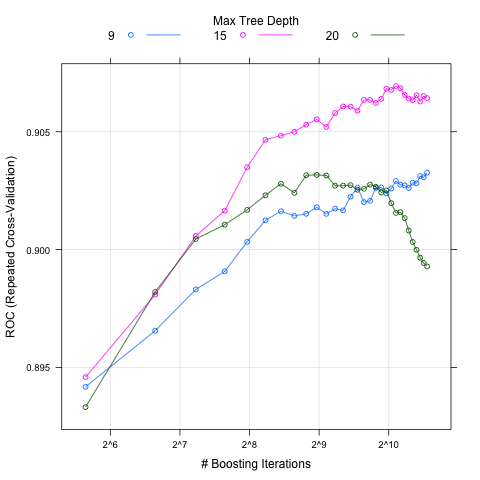 Max Tree Depth
9 15 20
ROC (Repeated Cross-Validation)
0.905
0.900
0.895
2^6 2^7 2^8 2^9 2^10
# Boosting Iterations